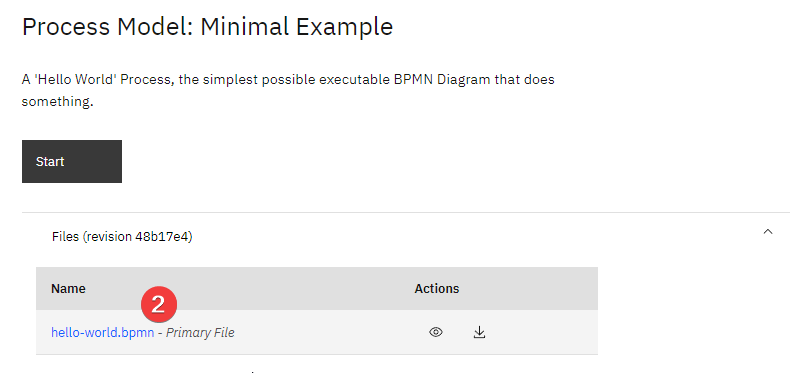 Process Model: Minimal Example
A 'Hello World' Process, the simplest possible executable BPMN Diagram that does
something.
Start
Files (revision 48b17e4)
Name Actions
2
hello-world.bpmn - Primary File